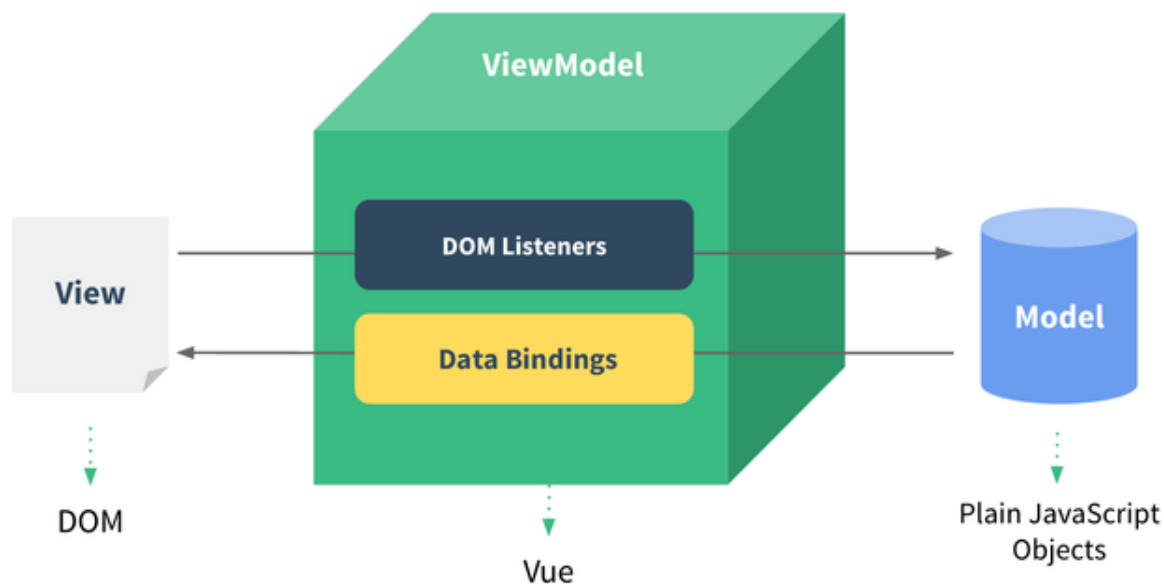 ViewModel
DOM Listeners
View
Data Bindings
Model
DOM
Vue
Plain JavaScript
Objects